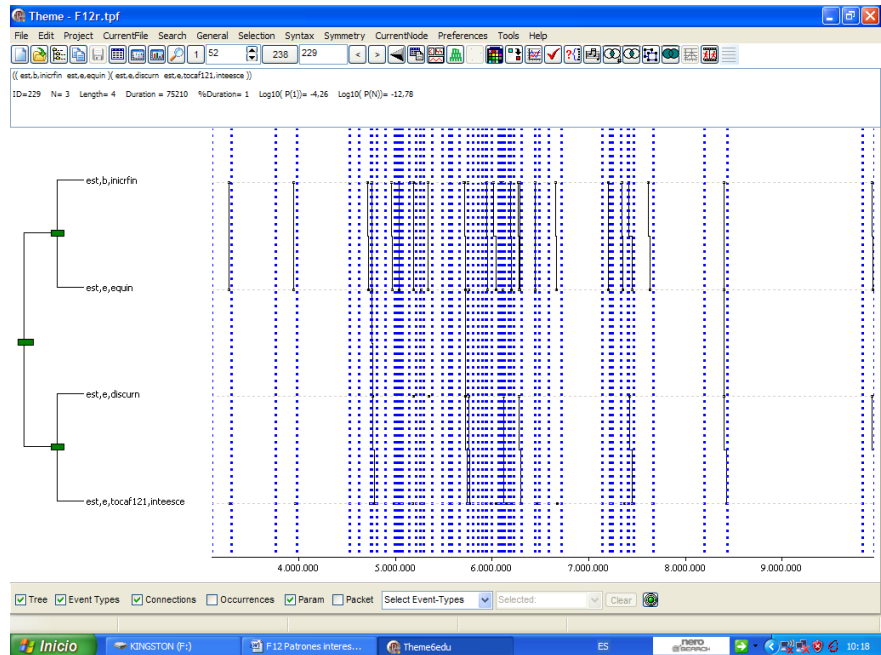 Theme - F12r.tpf
File Edit Project CurrentFile Search General Selection Syntax Symmetry CurrentNode Preferences Tools Help
1 52 238 229 < >
(( est,b,inicrfin est,e,equin )( est,e,discurn est,e,tocaf121,inteesce ))
ID=229 N= 3 Length= 4 Duration = 75210 %Duration= 1 Log10( P(1))= -4,26 Log10( P(N))= -12,78
est,b,inicrfin
est,e,equin
est,e,discurn
est,e,tocaf121,inteesce
4.000.000 5.000.000 6.000.000 7.000.000 8.000.000 9.000.000
Tree Event Types Connections Occurrences Param Packet Select Event-Types Selected: Clear
Inicio KINGSTON (F:) F12 Patrones interes... Theme6edu ES nero SEARCH 10:18